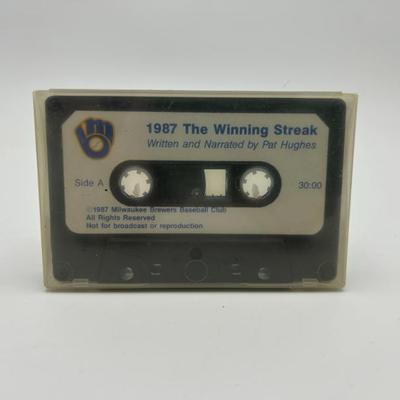 1987 The Winning Streak
Written and Narrated by Pat Hughes
Side A
30:00
©1987 Milwaukee Brewers Baseball Club
All Rights Reserved
Not for broadcast or reproduction